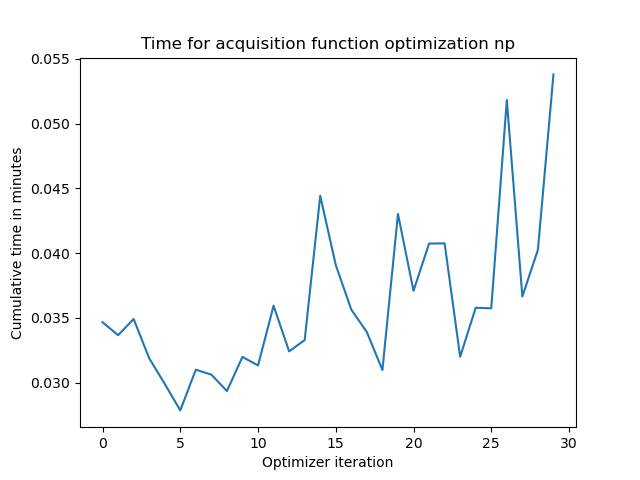 Time for acquisition function optimization np
Cumulative time in minutes
0.055
0.050
0.045
0.040
0.035
0.030
0 5 10 15 20 25 30
Optimizer iteration